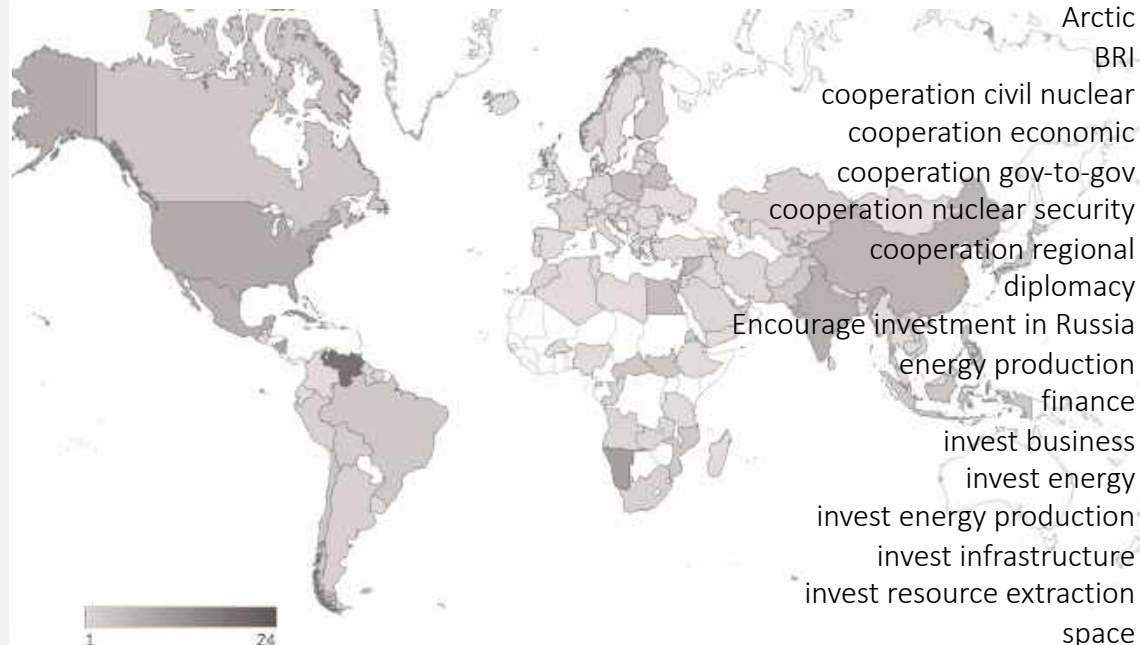 Arctic
BRI
cooperation civil nuclear
cooperation economic
cooperation gov-to-gov
cooperation nuclear security
cooperation regional
diplomacy
Encourage investment in Russia
energy production
finance
invest business
invest energy
invest energy production
invest infrastructure
invest resource extraction
space
1 24